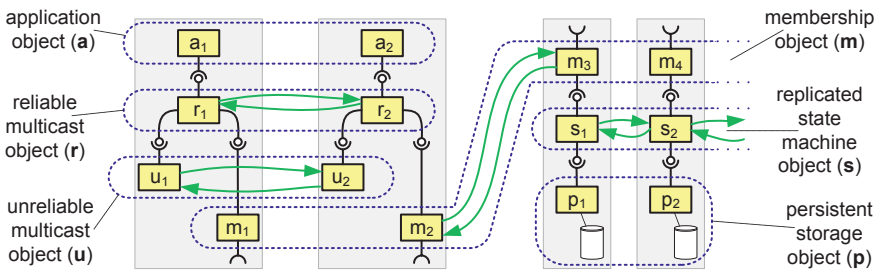 application
object (a)
reliable
multicast
object (r)
unreliable
multicast
object (u)
a1
a2
r1
r2
u1
u2
m1
m2
m3
m4
s1
s2
p1
p2
membership
object (m)
replicated
state
machine
object (s)
persistent
storage
object (p)